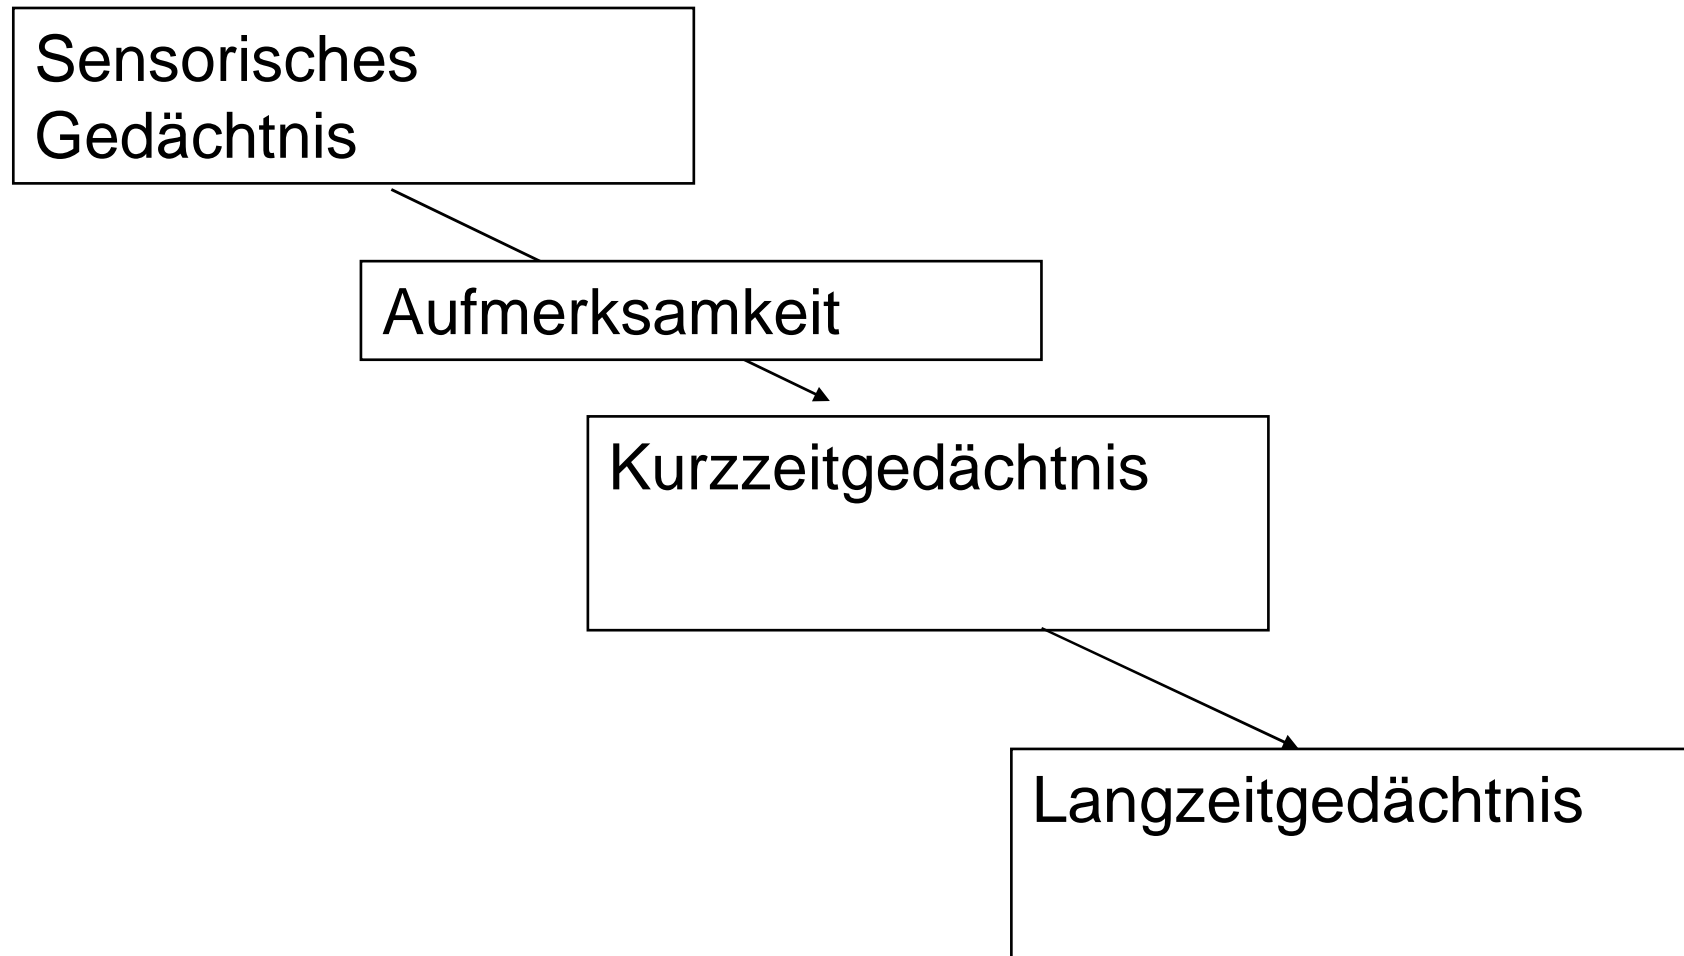 Sensorisches
Gedächtnis
Aufmerksamkeit
Kurzzeitgedächtnis
Langzeitgedächtnis